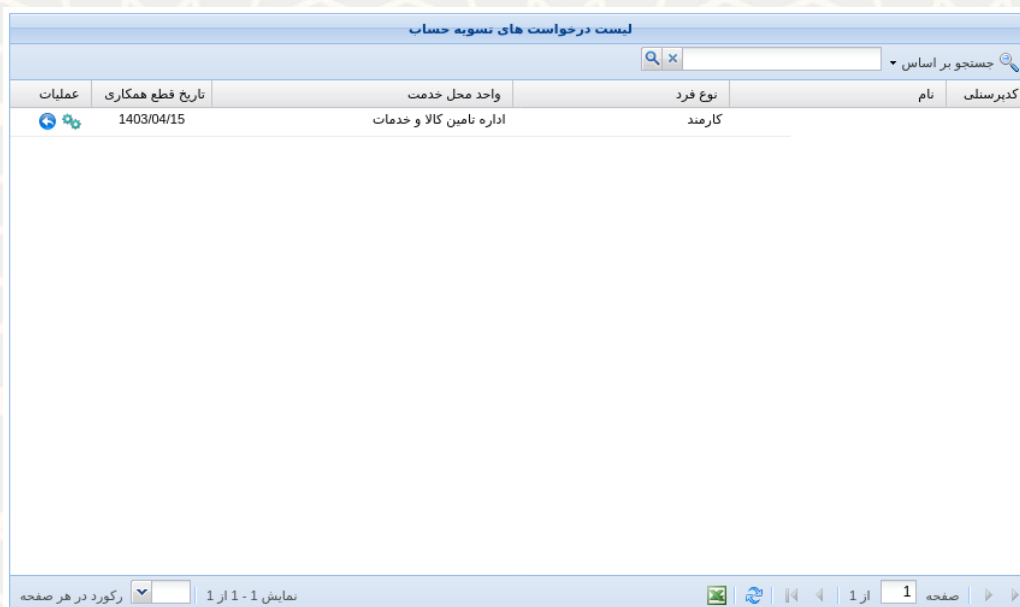 لیست درخواست های تسویه حساب
جستجو بر اساس
کدپرسنلی نام نوع فرد واحد محل خدمت تاریخ قطع همکاری عملیات
کارمند اداره تامین کالا و خدمات 1403/04/15
صفحه 1 از 1 نمایش 1 - 1 از 1 رکورد در هر صفحه